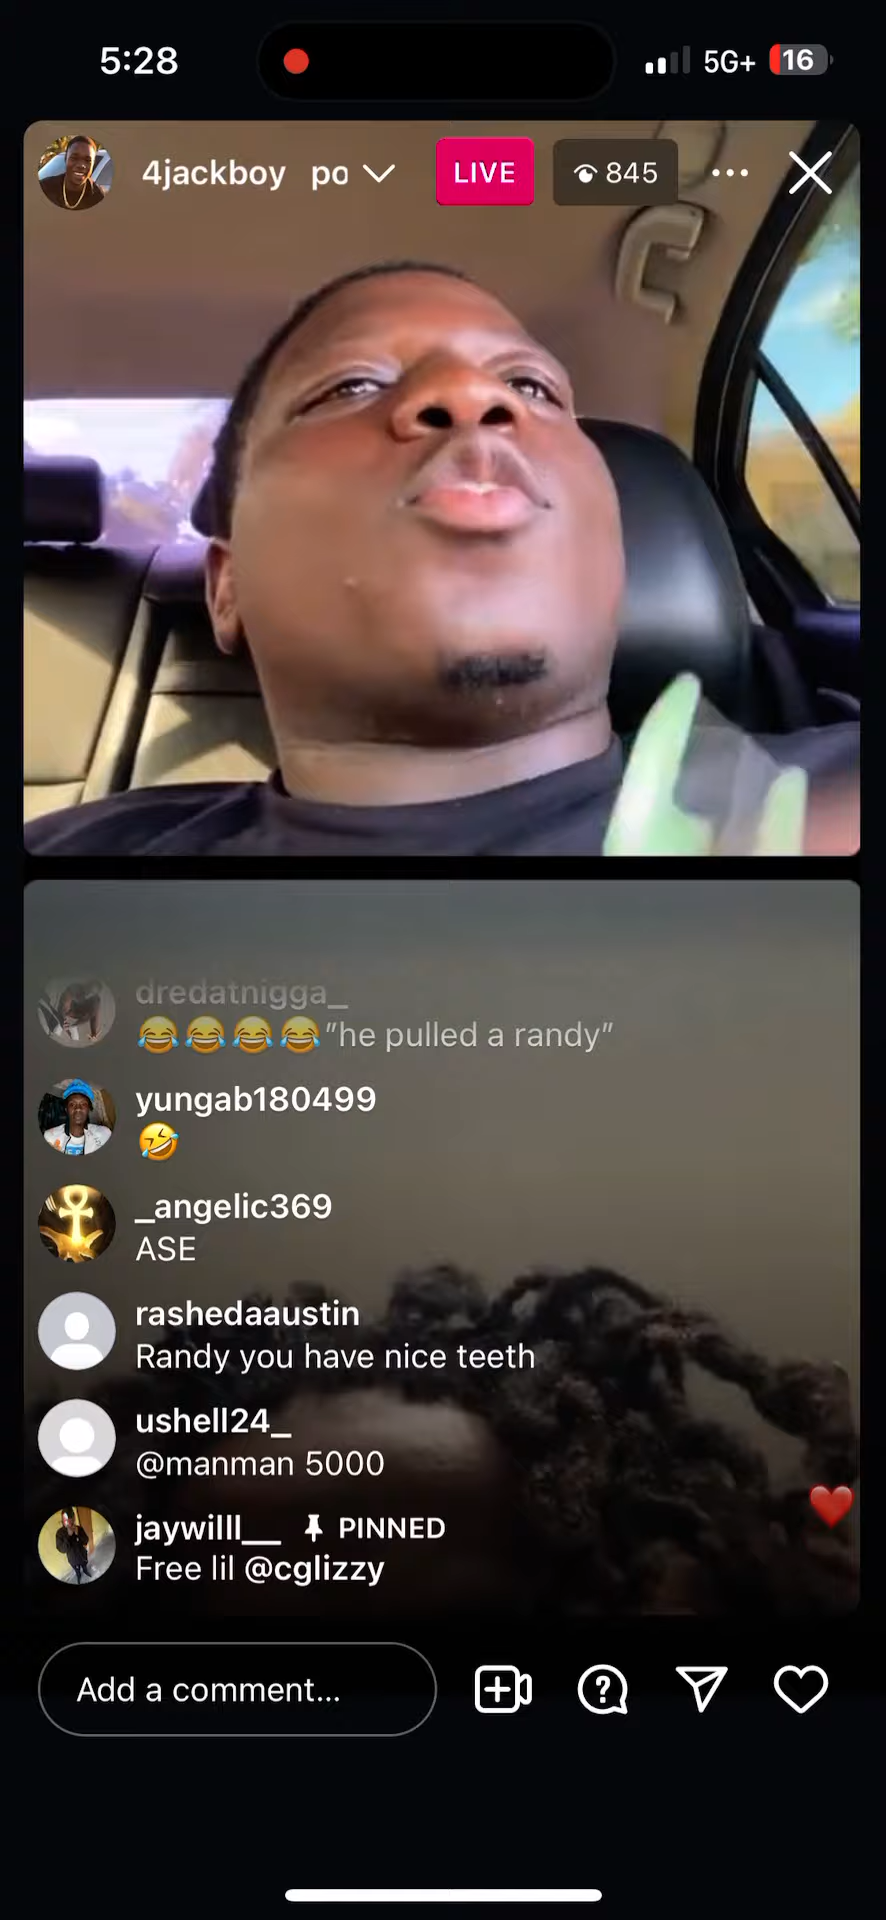 5:28
5G+
16
4jackboy po
LIVE
845
dredatnigga_
😂😂😂😂"he pulled a randy"
yungab180499
🤣
_angelic369
ASE
rashedaaustin
Randy you have nice teeth
ushell24_
@manman 5000
jaywilll__ PINNED
Free lil @cglizzy
Add a comment...